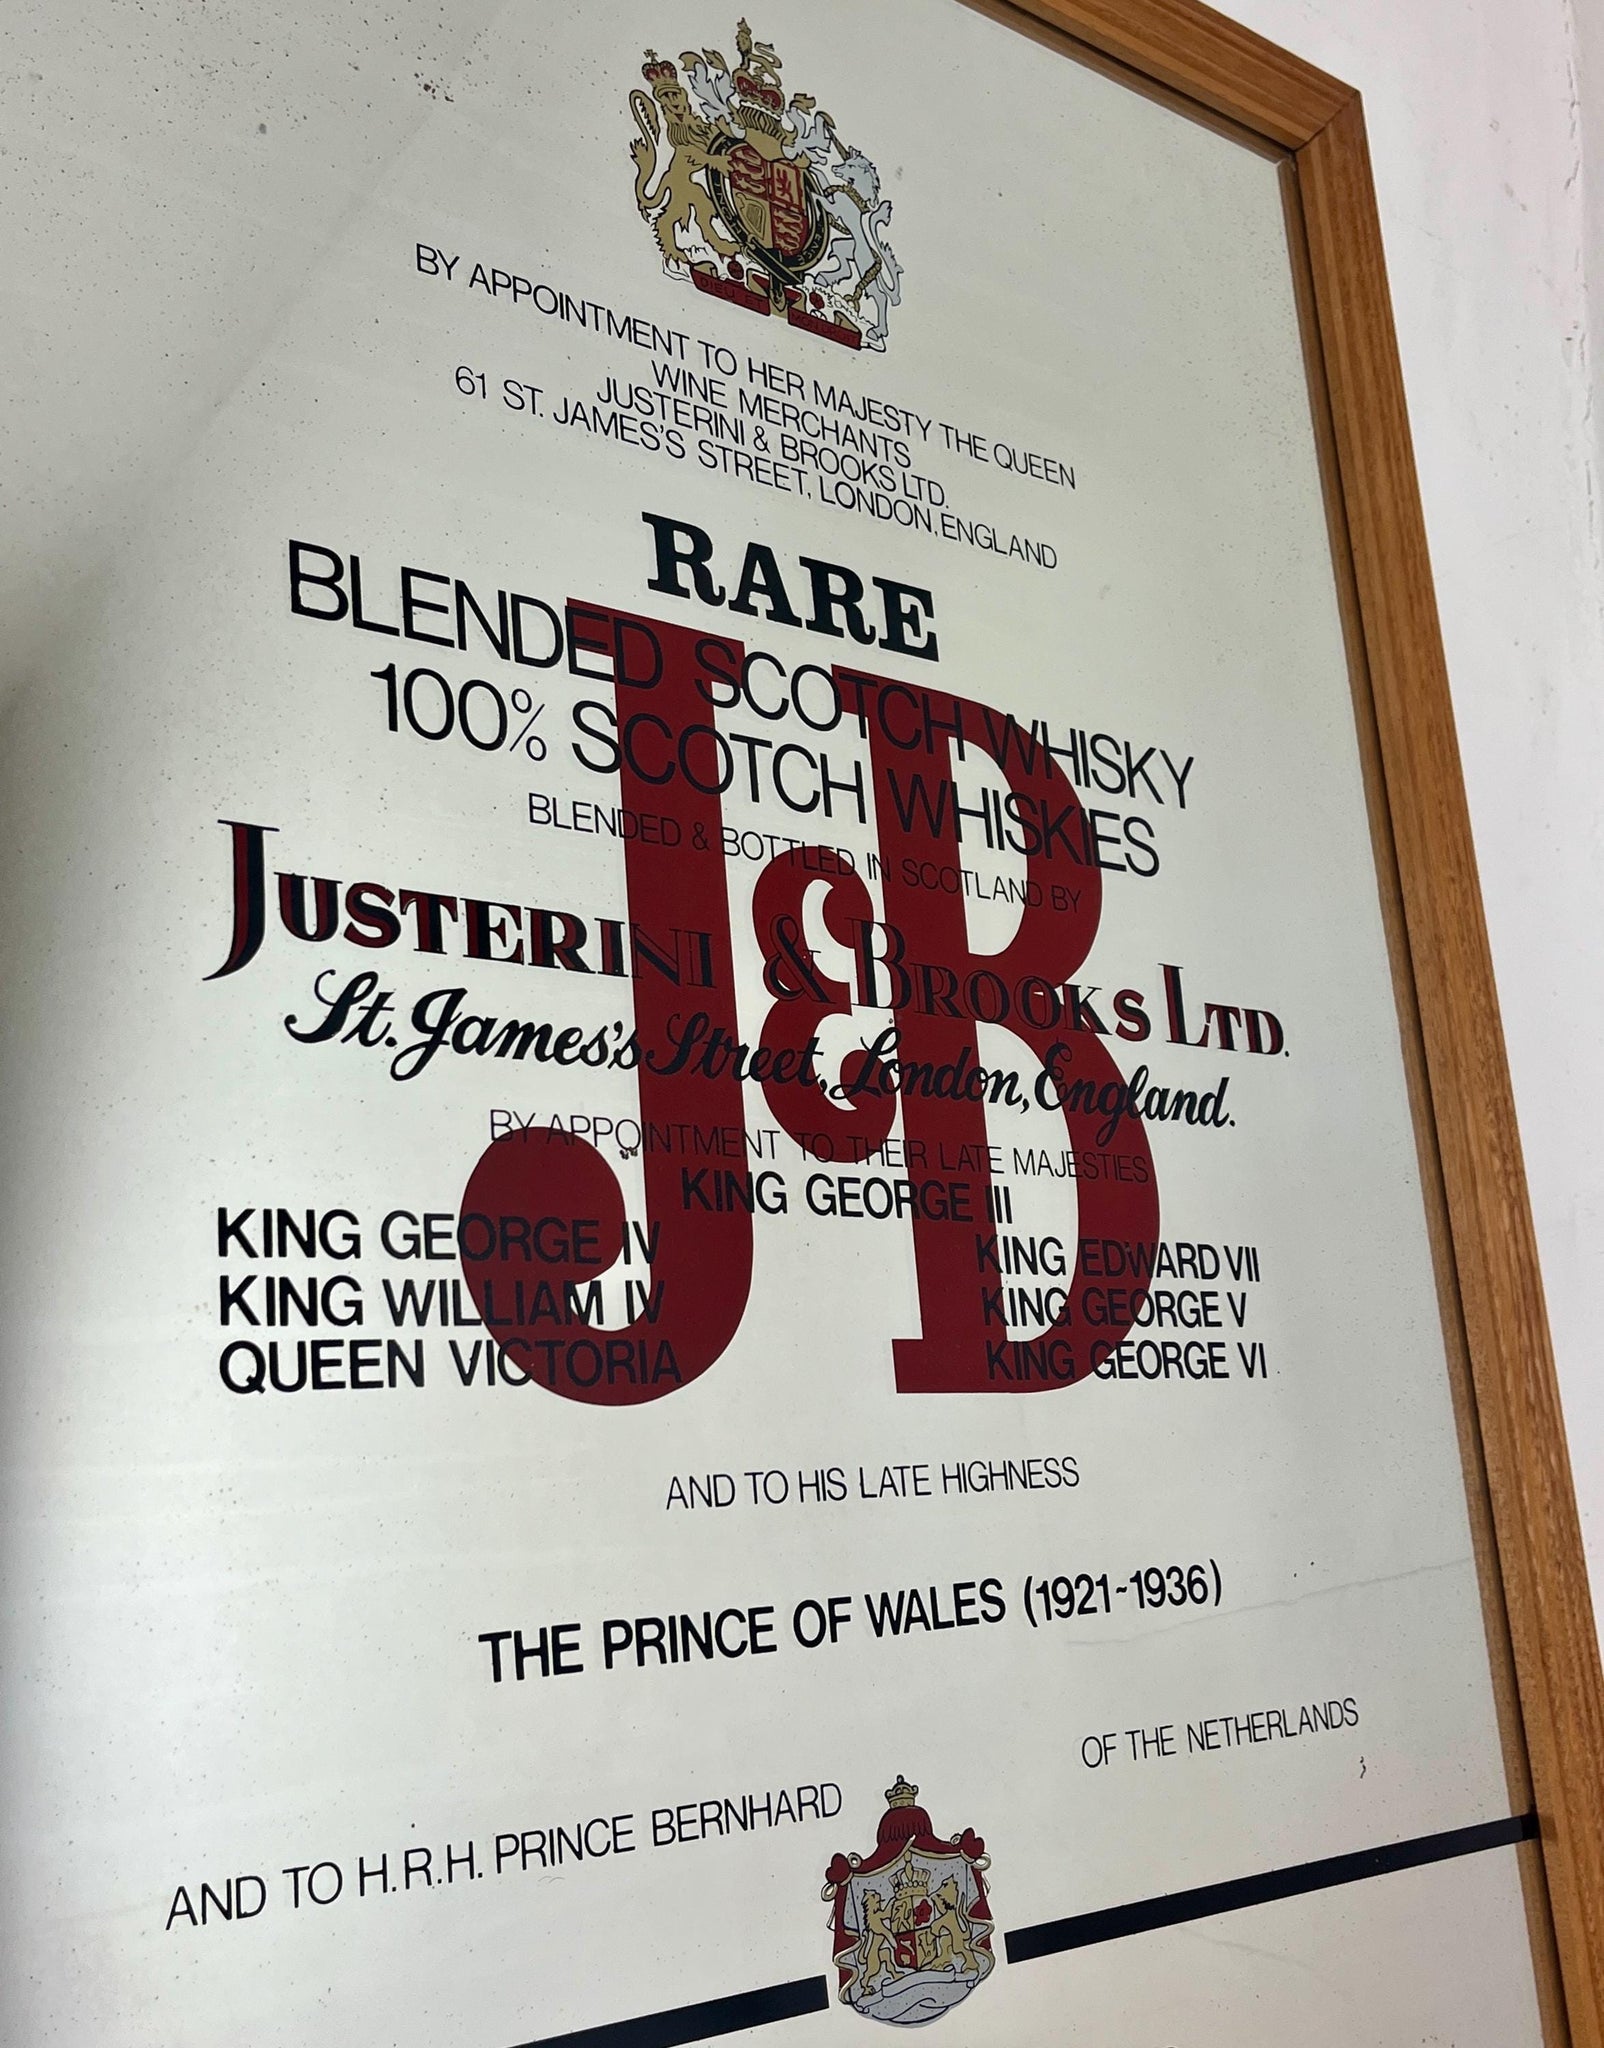 DIEU ET MON DROIT
BY APPOINTMENT TO HER MAJESTY THE QUEEN
WINE MERCHANTS
JUSTERINI & BROOKS LTD.
61 ST. JAMES'S STREET, LONDON, ENGLAND
RARE
BLENDED SCOTCH WHISKY
100% SCOTCH WHISKIES
J&B
BLENDED & BOTTLED IN SCOTLAND BY
JUSTERINI & BROOKS LTD.
St. James's Street, London, England.
BY APPOINTMENT TO THEIR LATE MAJESTIES
KING GEORGE III
KING GEORGE IV
KING WILLIAM IV
QUEEN VICTORIA
KING EDWARD VII
KING GEORGE V
KING GEORGE VI
AND TO HIS LATE HIGHNESS
THE PRINCE OF WALES (1921-1936)
AND TO H.R.H. PRINCE BERNHARD
OF THE NETHERLANDS